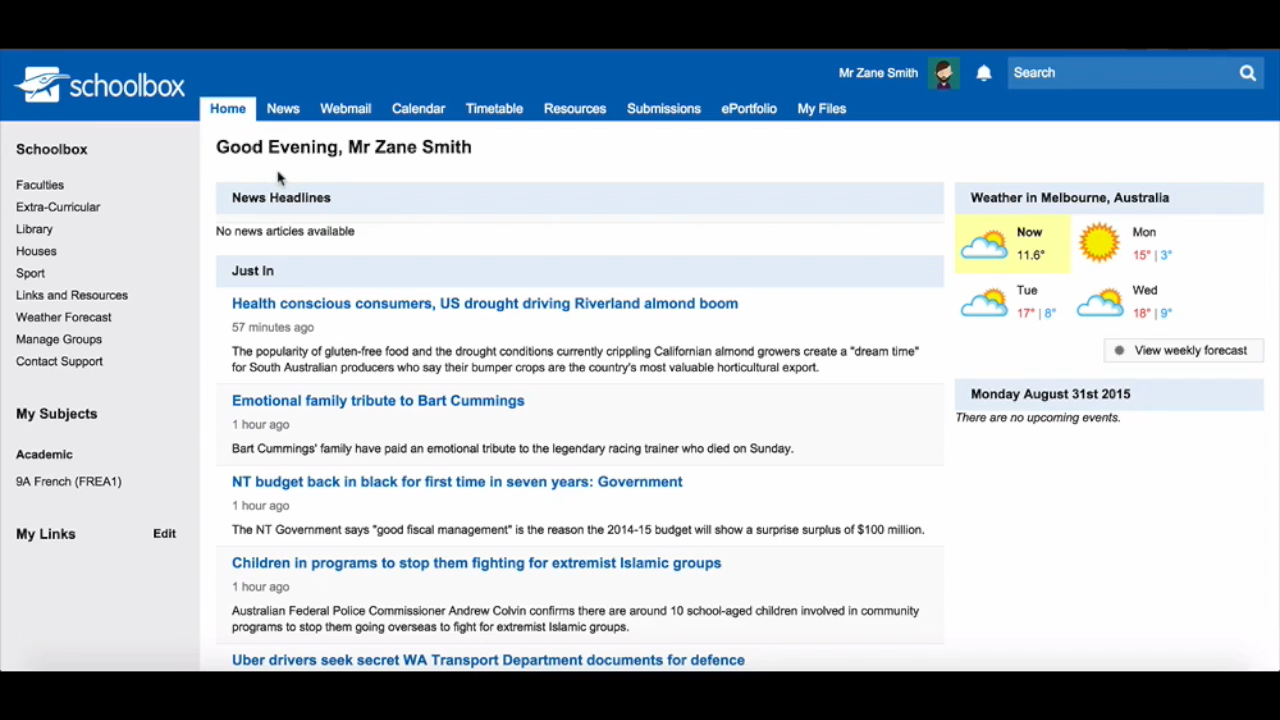 schoolbox
Mr Zane Smith
Search
Home News Webmail Calendar Timetable Resources Submissions ePortfolio My Files
Schoolbox
Faculties
Extra-Curricular
Library
Houses
Sport
Links and Resources
Weather Forecast
Manage Groups
Contact Support
My Subjects
Academic
9A French (FREA1)
My Links Edit
Good Evening, Mr Zane Smith
News Headlines
No news articles available
Just In
Health conscious consumers, US drought driving Riverland almond boom
57 minutes ago
The popularity of gluten-free food and the drought conditions currently crippling Californian almond growers create a "dream time"
for South Australian producers who say their bumper crops are the country's most valuable horticultural export.
Emotional family tribute to Bart Cummings
1 hour ago
Bart Cummings' family have paid an emotional tribute to the legendary racing trainer who died on Sunday.
NT budget back in black for first time in seven years: Government
1 hour ago
The NT Government says "good fiscal management" is the reason the 2014-15 budget will show a surprise surplus of $100 million.
Children in programs to stop them fighting for extremist Islamic groups
1 hour ago
Australian Federal Police Commissioner Andrew Colvin confirms there are around 10 school-aged children involved in community
programs to stop them going overseas to fight for extremist Islamic groups.
Uber drivers seek secret WA Transport Department documents for defence
Weather in Melbourne, Australia
Now
11.6°
Mon
15° | 3°
Tue
17° | 8°
Wed
18° | 9°
View weekly forecast
Monday August 31st 2015
There are no upcoming events.